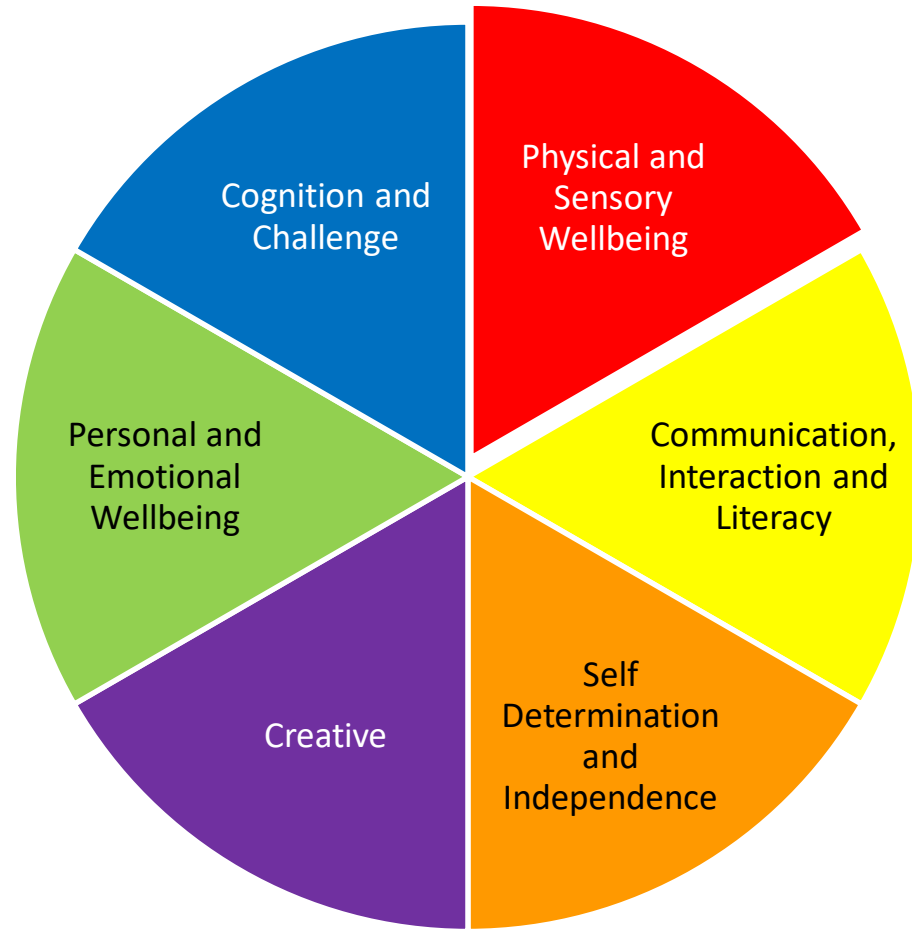 Physical and
Sensory
Wellbeing
Communication,
Interaction and
Literacy
Self
Determination
and
Independence
Creative
Personal and
Emotional
Wellbeing
Cognition and
Challenge